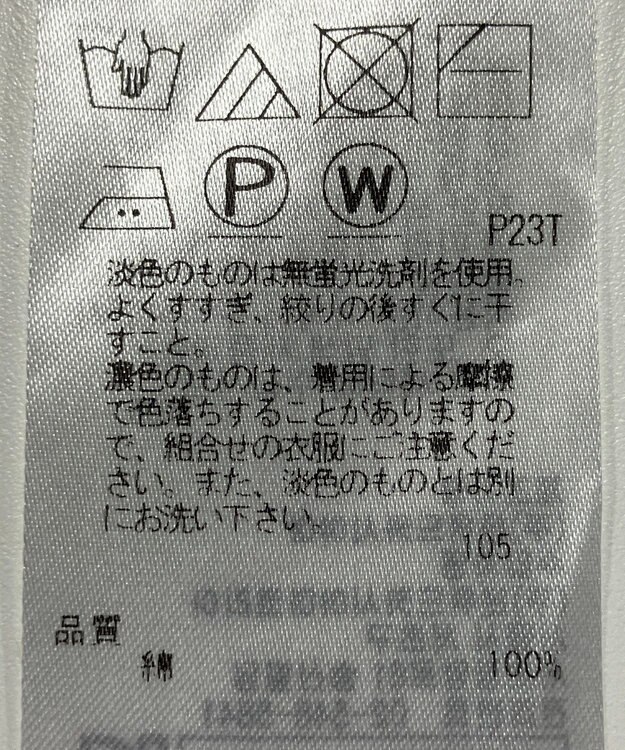 P W
P23T
淡色のものは無蛍光洗剤を使用。
よくすすぎ、絞りの後すぐに干
すこと。
濃色のものは、着用による摩擦
で色落ちすることがありますの
で、組合せの衣服にご注意くだ
さい。また、淡色のものとは別
にお洗い下さい。
105
品質
綿 100%